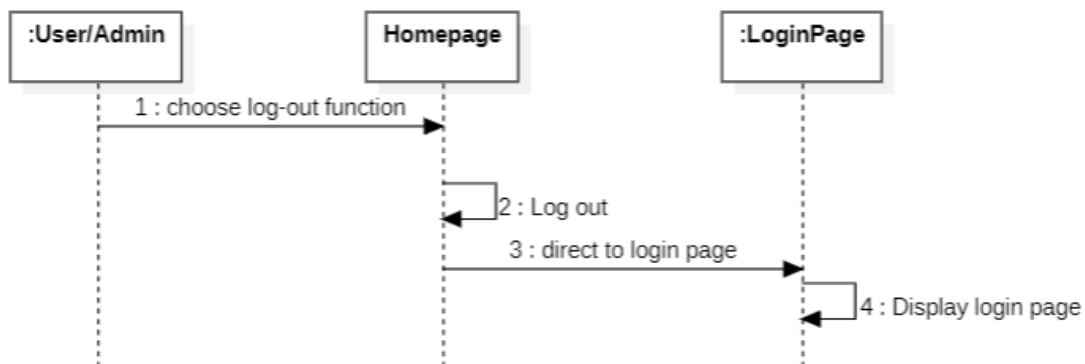 :User/Admin
Homepage
:LoginPage
1 : choose log-out function
2 : Log out
3 : direct to login page
4 : Display login page